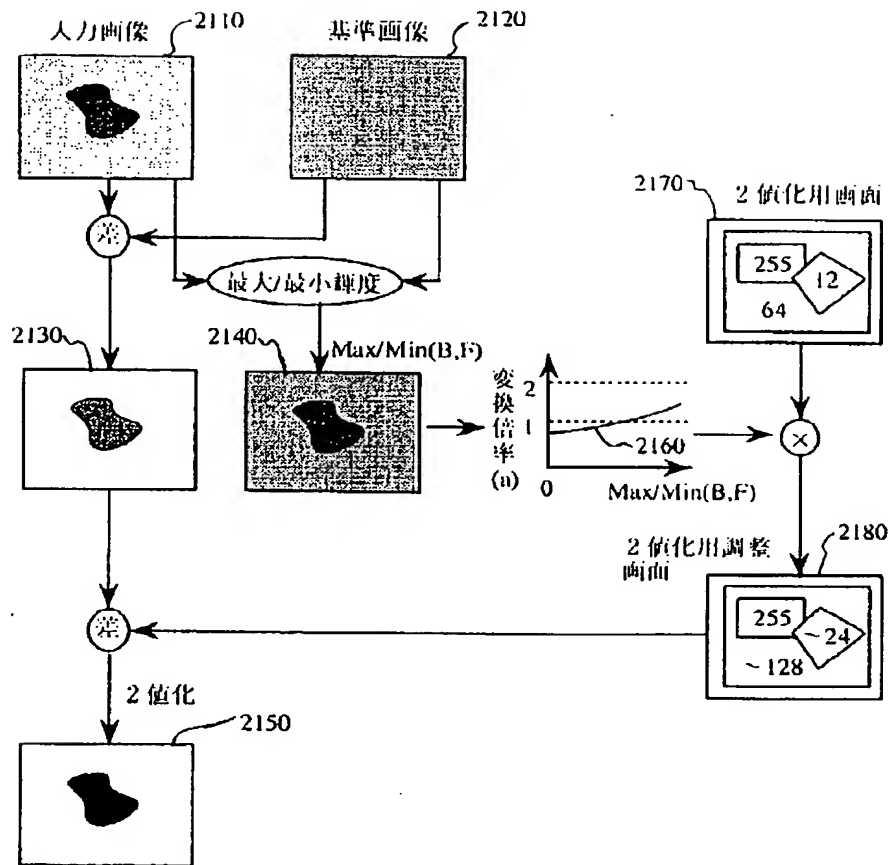 入力画像
2110
基準画像
2120
差
最大/最小輝度
2130
2140
Max/Min(B,F)
変換倍率(a)
2
1
0
2160
Max/Min(B,F)
2170
2値化用画面
255
12
64
×
2値化用調整
画面
2180
255
~24
~128
差
2値化
2150